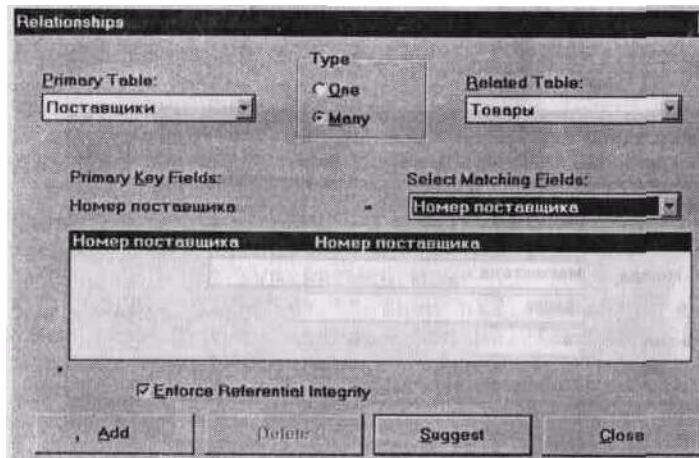 Relationships
Type
Primary Table:
One
Related Table:
Поставщики
Many
Товары
Primary Key Fields:
Select Matching Fields:
Номер поставщика = Номер поставщика
Номер поставщика Номер поставщика
Enforce Referential Integrity
Add Delete Suggest Close